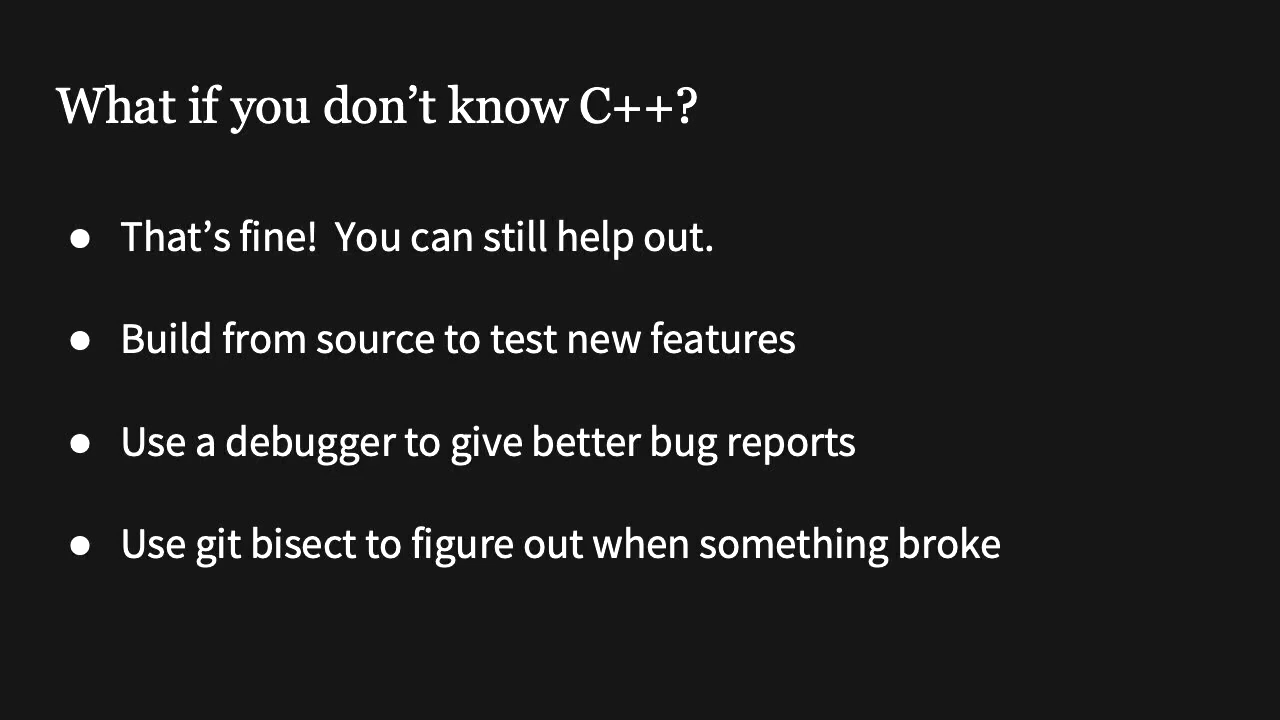 What if you don’t know C++?
● That’s fine!  You can still help out.
● Build from source to test new features
● Use a debugger to give better bug reports
● Use git bisect to figure out when something broke